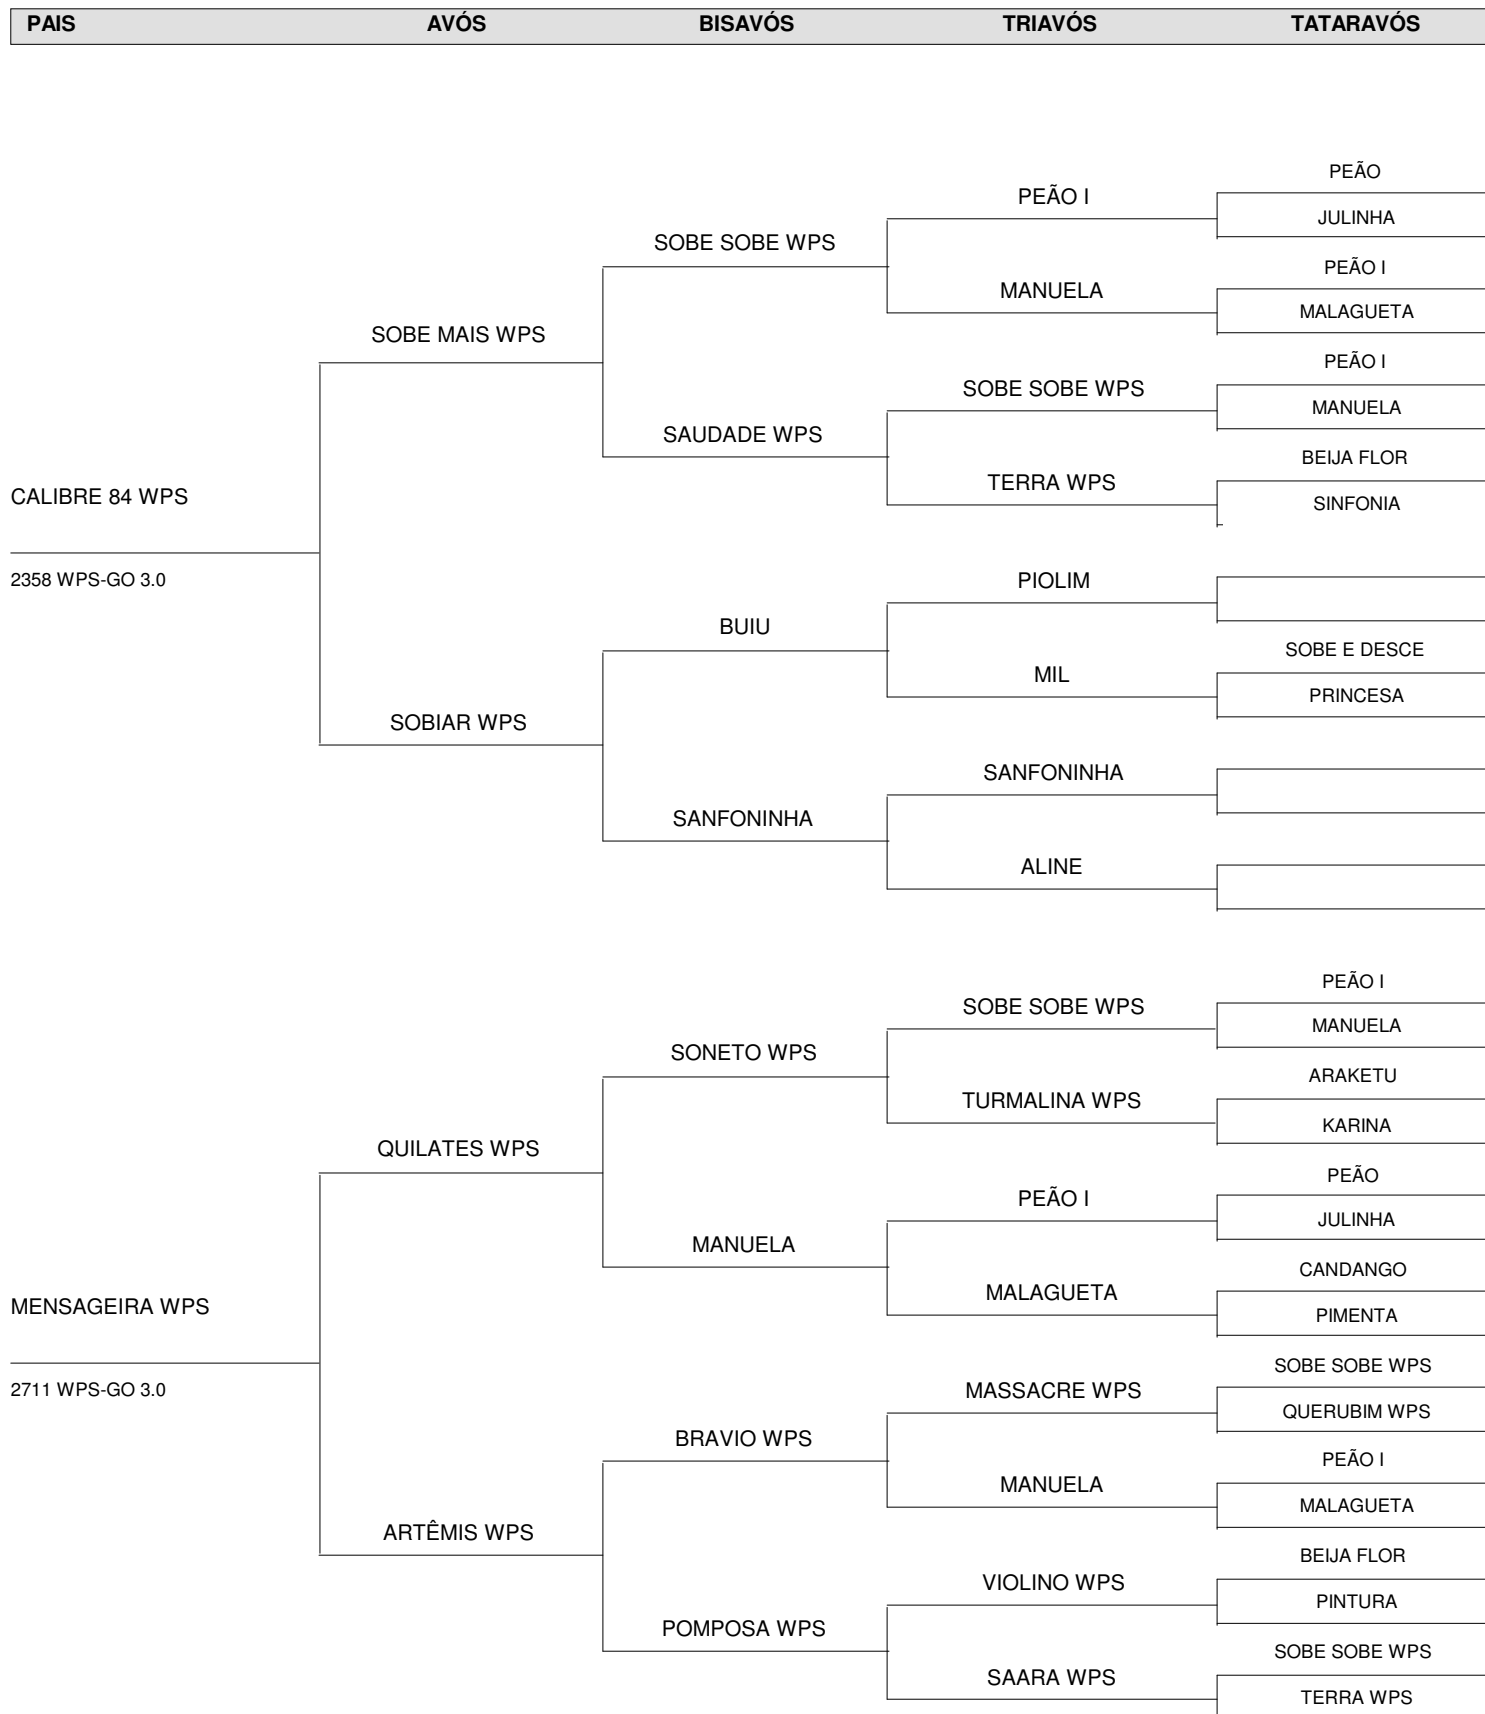 PAIS AVÓS BISAVÓS TRIAVÓS TATARAVÓS
PEÃO
PEÃO I
JULINHA
SOBE SOBE WPS
PEÃO I
MANUELA
MALAGUETA
SOBE MAIS WPS
PEÃO I
SOBE SOBE WPS
MANUELA
SAUDADE WPS
BEIJA FLOR
TERRA WPS
CALIBRE 84 WPS
SINFONIA
2358 WPS-GO 3.0
PIOLIM
BUIU
SOBE E DESCE
MIL
PRINCESA
SOBIAR WPS
SANFONINHA
SANFONINHA
ALINE
PEÃO I
SOBE SOBE WPS
MANUELA
SONETO WPS
ARAKETU
TURMALINA WPS
KARINA
QUILATES WPS
PEÃO
PEÃO I
JULINHA
MANUELA
CANDANGO
MALAGUETA
MENSAGEIRA WPS
PIMENTA
SOBE SOBE WPS
2711 WPS-GO 3.0
MASSACRE WPS
QUERUBIM WPS
BRAVIO WPS
PEÃO I
MANUELA
MALAGUETA
ARTÊMIS WPS
BEIJA FLOR
VIOLINO WPS
PINTURA
POMPOSA WPS
SOBE SOBE WPS
SAARA WPS
TERRA WPS